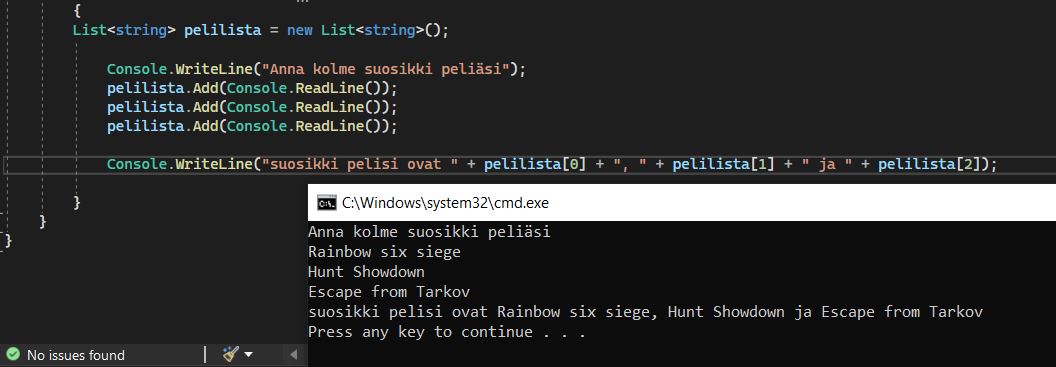 {
List<string> pelilista = new List<string>();
Console.WriteLine("Anna kolme suosikki peliäsi");
pelilista.Add(Console.ReadLine());
pelilista.Add(Console.ReadLine());
pelilista.Add(Console.ReadLine());
Console.WriteLine("suosikki pelisi ovat " + pelilista[0] + ", " + pelilista[1] + " ja " + pelilista[2]);
}
}
}
C:\Windows\system32\cmd.exe
Anna kolme suosikki peliäsi
Rainbow six siege
Hunt Showdown
Escape from Tarkov
suosikki pelisi ovat Rainbow six siege, Hunt Showdown ja Escape from Tarkov
Press any key to continue . . .
No issues found